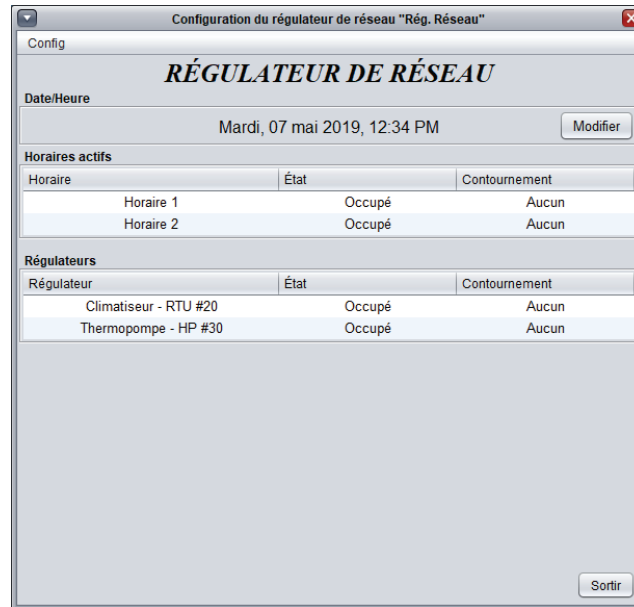 Configuration du régulateur de réseau "Rég. Réseau"
Config
RÉGULATEUR DE RÉSEAU
Date/Heure
Mardi, 07 mai 2019, 12:34 PM Modifier
Horaires actifs
Horaire État Contournement
Horaire 1 Occupé Aucun
Horaire 2 Occupé Aucun
Régulateurs
Régulateur État Contournement
Climatiseur - RTU #20 Occupé Aucun
Thermopompe - HP #30 Occupé Aucun
Sortir